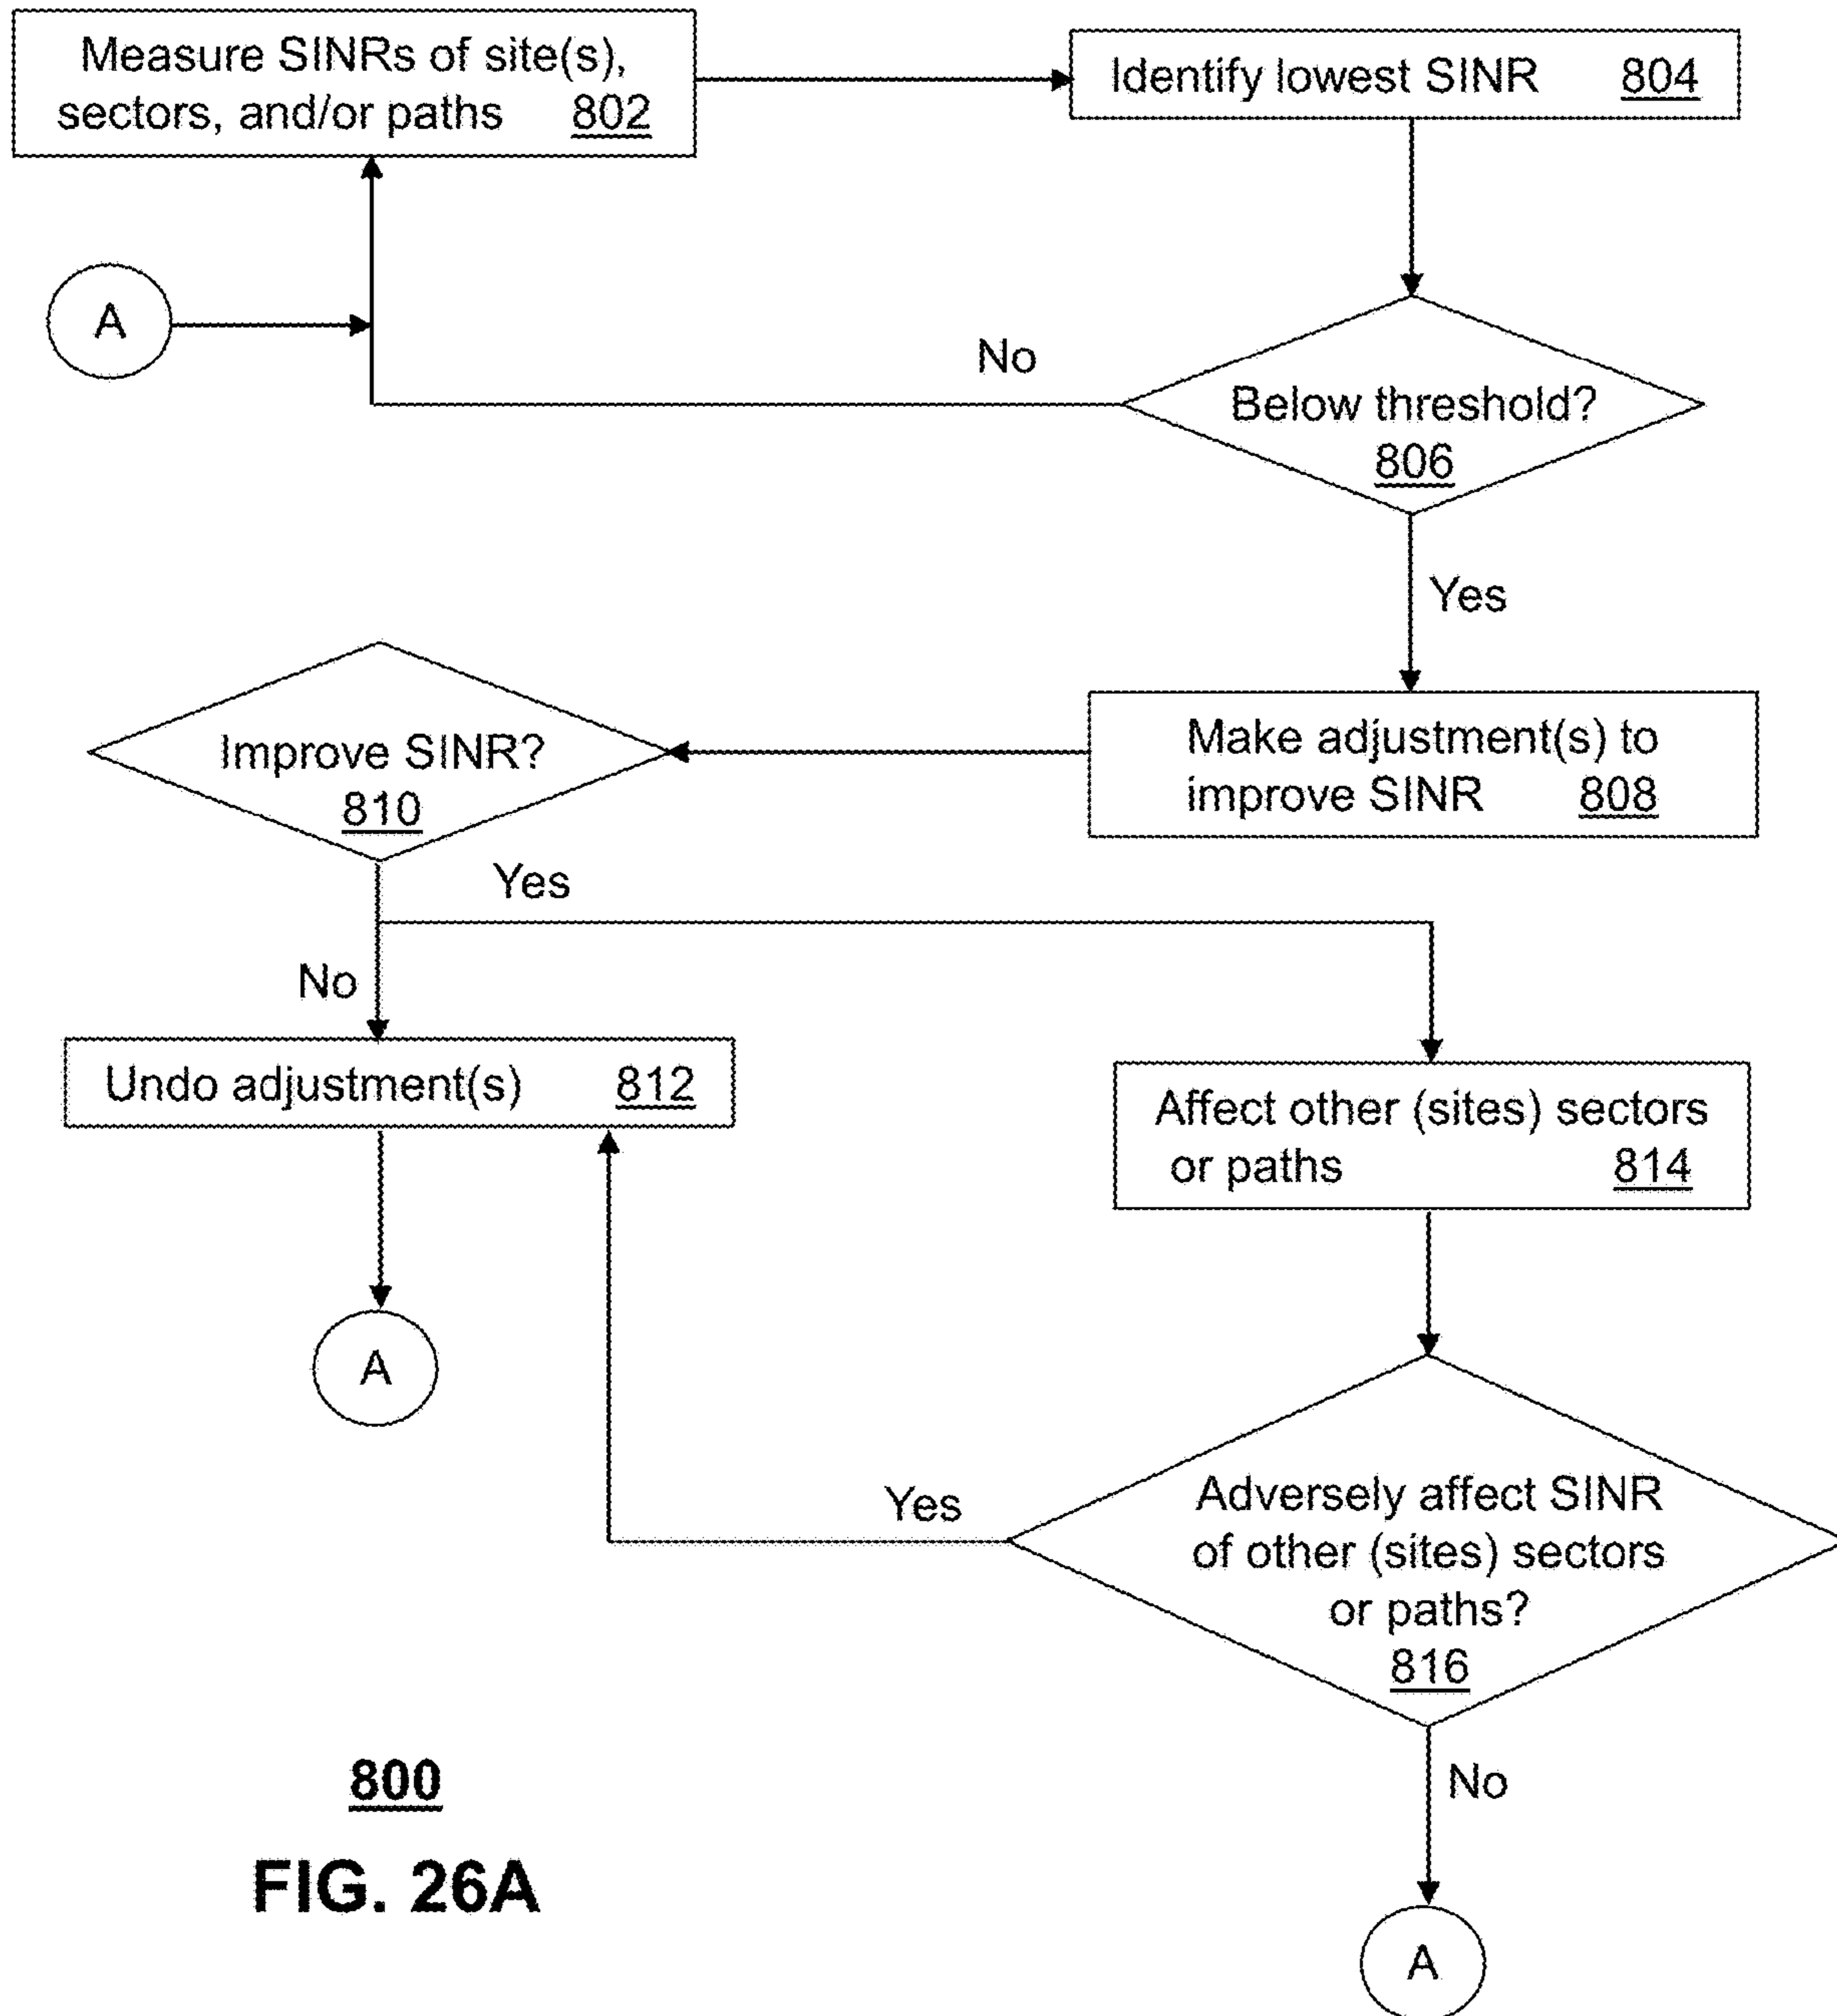 Measure SINRs of site(s),
sectors, and/or paths 802
Identify lowest SINR 804
A
No
Below threshold?
806
Yes
Improve SINR?
810
Make adjustment(s) to
improve SINR 808
Yes
No
Undo adjustment(s) 812
Affect other (sites) sectors
or paths 814
A
Yes
Adversely affect SINR
of other (sites) sectors
or paths?
816
No
800
FIG. 26A
A